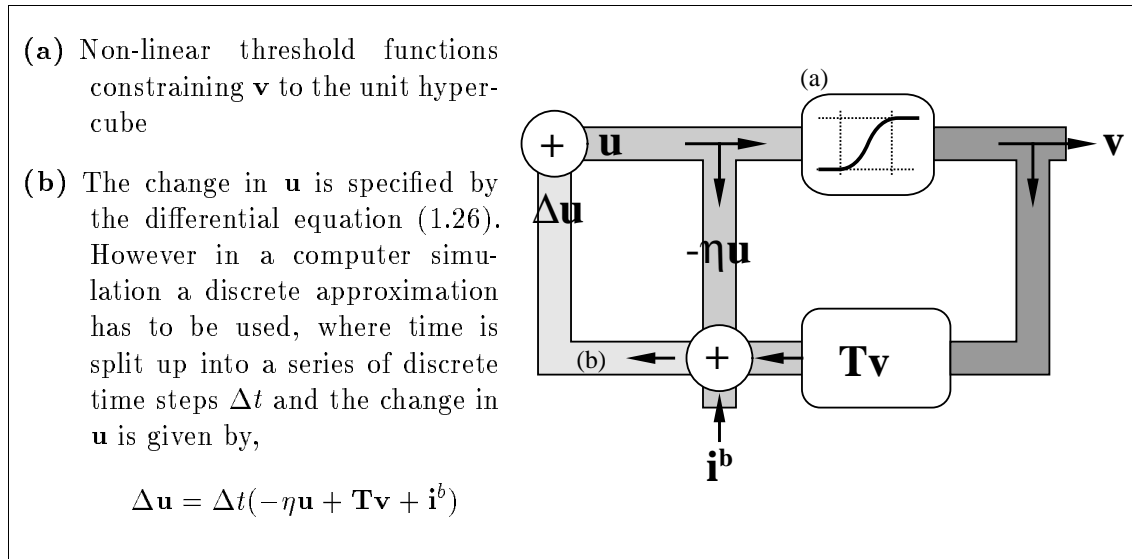 (a) Non-linear threshold functions
constraining v to the unit hyper-
cube
(b) The change in u is specified by
the differential equation (1.26).
However in a computer simu-
lation a discrete approximation
has to be used, where time is
split up into a series of discrete
time steps Δt and the change in
u is given by,
Δu = Δt(−ηu + Tv + i^b)
(a)
+
u
v
Δu
-ηu
(b)
+
Tv
i^b